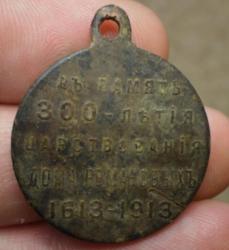 ВЪ ПАМЯТЬ
300-ЛѢТІЯ
ЦАРСТВОВАНІЯ
ДОМА РОМАНОВЫХЪ
1613-1913